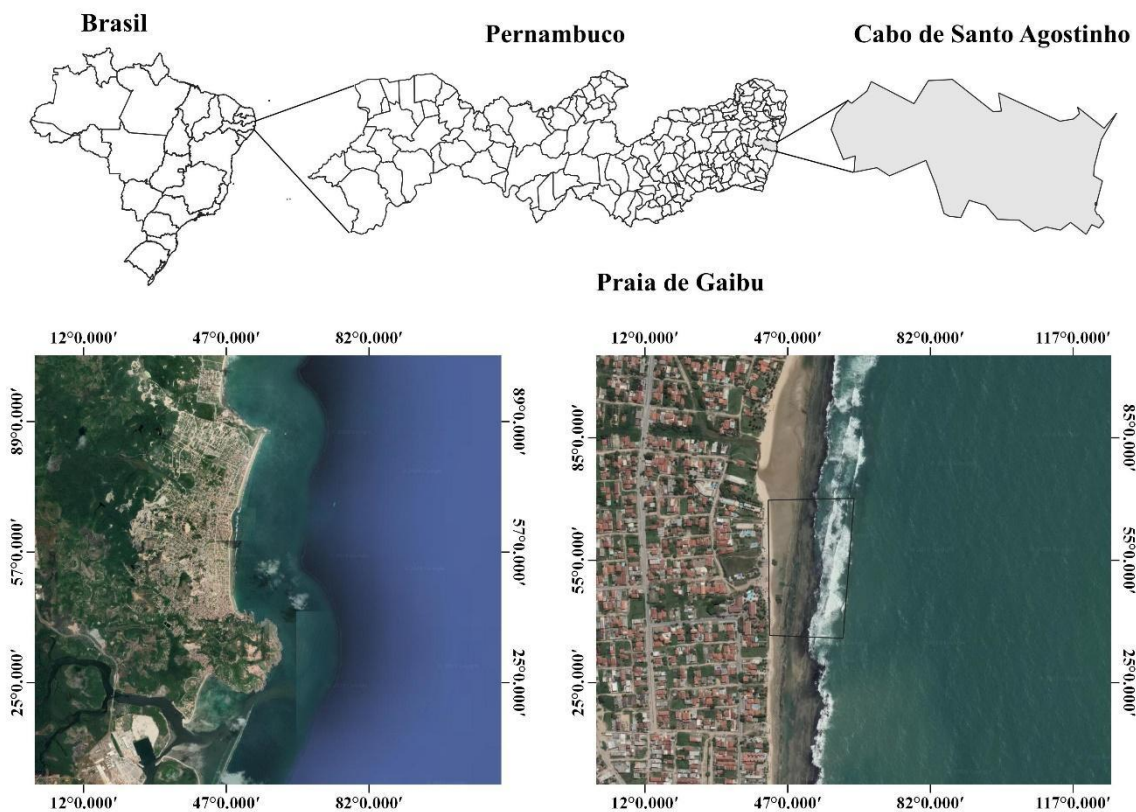 Brasil
Pernambuco
Cabo de Santo Agostinho
Praia de Gaibu
12°0.000′ 47°0.000′ 82°0.000′
89°0.000′ 89°0.000′
57°0.000′ 57°0.000′
25°0.000′ 25°0.000′
12°0.000′ 47°0.000′ 82°0.000′
12°0.000′ 47°0.000′ 82°0.000′ 117°0.000′
85°0.000′ 85°0.000′
55°0.000′ 55°0.000′
25°0.000′ 25°0.000′
12°0.000′ 47°0.000′ 82°0.000′ 117°0.000′